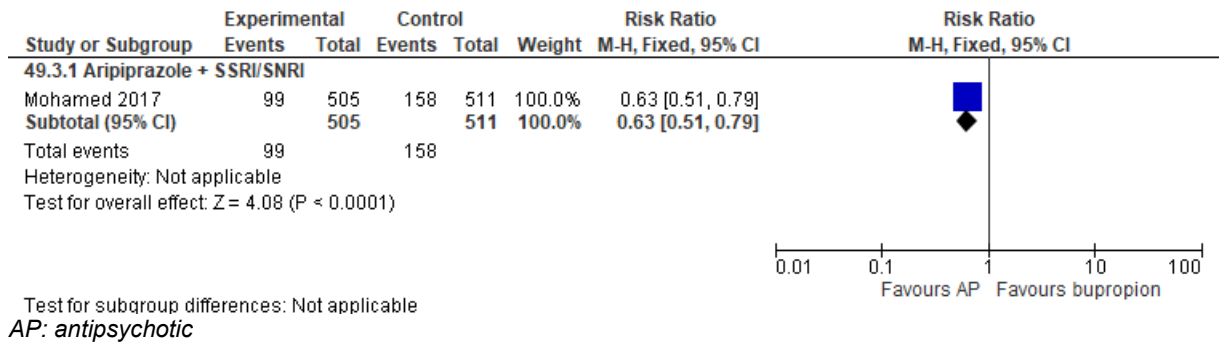 Experimental Control Risk Ratio Risk Ratio
Study or Subgroup Events Total Events Total Weight M-H, Fixed, 95% CI M-H, Fixed, 95% CI
49.3.1 Aripiprazole + SSRI/SNRI
Mohamed 2017 99 505 158 511 100.0% 0.63 [0.51, 0.79]
Subtotal (95% CI) 505 511 100.0% 0.63 [0.51, 0.79]
Total events 99 158
Heterogeneity: Not applicable
Test for overall effect: Z = 4.08 (P < 0.0001)
0.01 0.1 1 10 100
Favours AP Favours bupropion
Test for subgroup differences: Not applicable
AP: antipsychotic